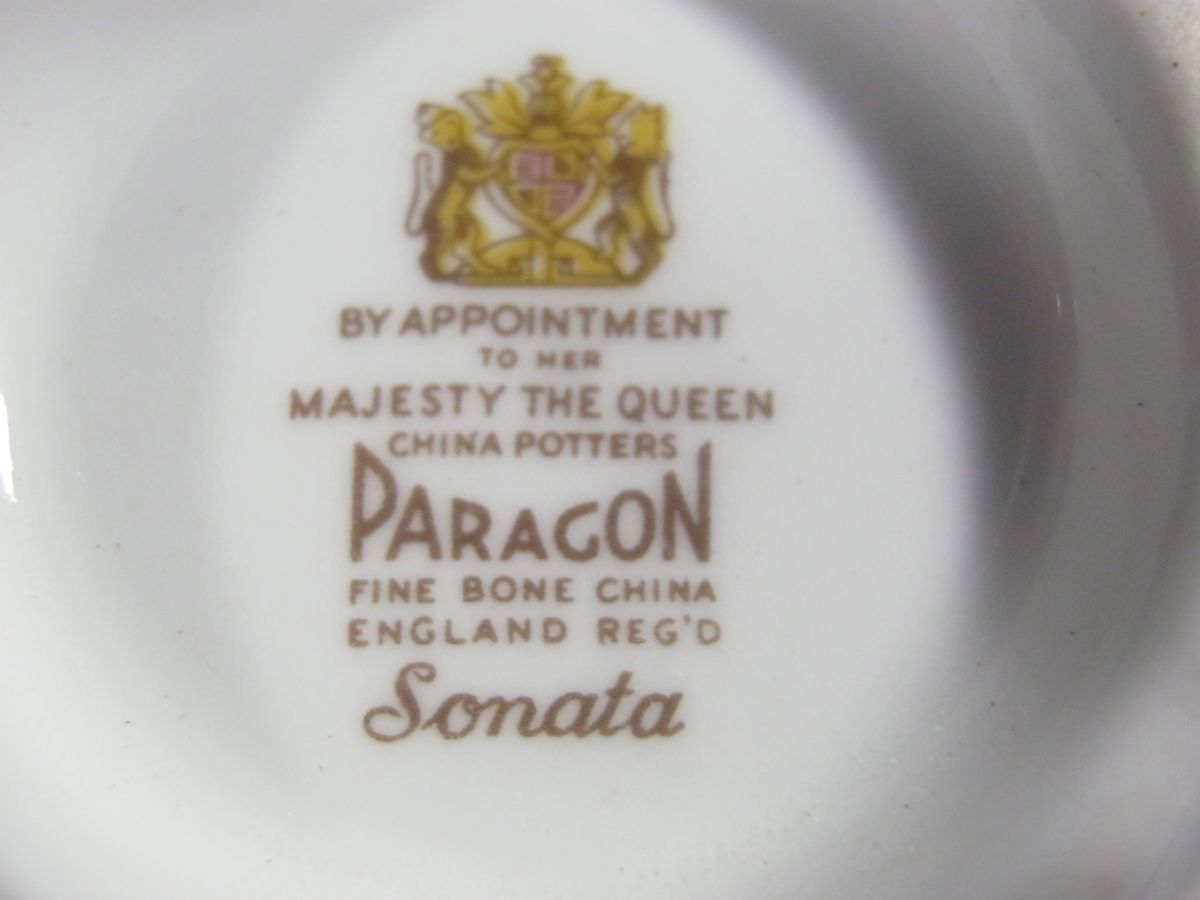 BY APPOINTMENT
TO HER
MAJESTY THE QUEEN
CHINA POTTERS
PARAGON
FINE BONE CHINA
ENGLAND REG'D
Sonata